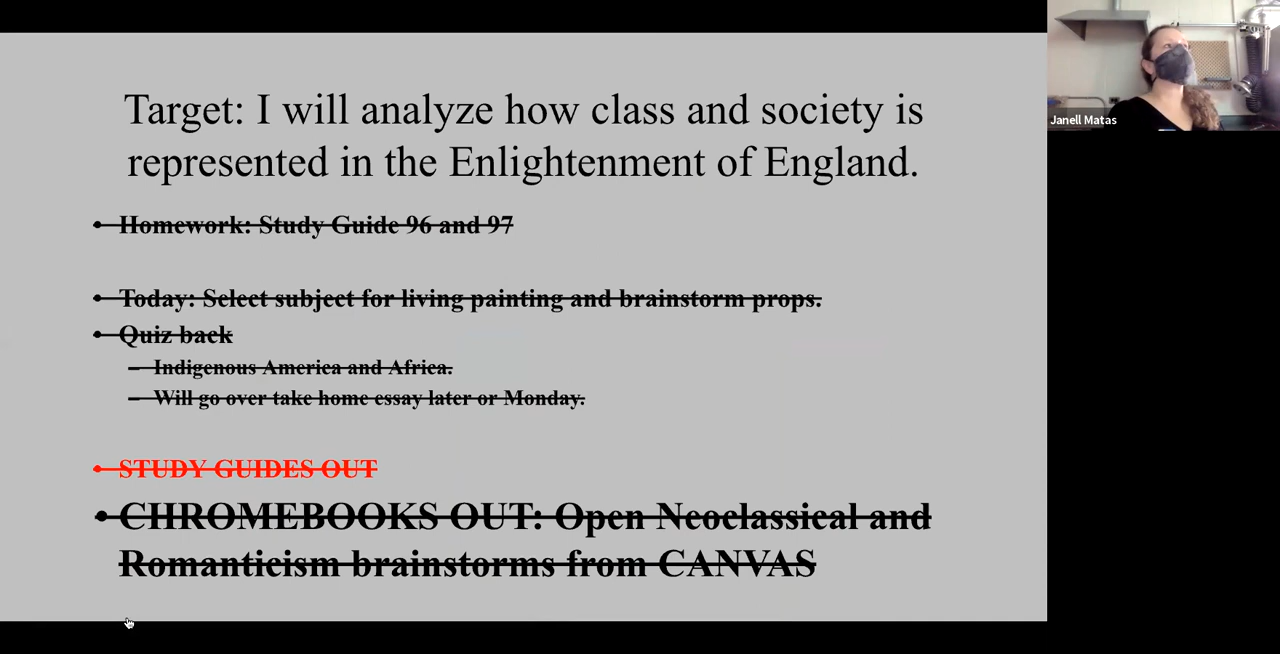 Target: I will analyze how class and society is
represented in the Enlightenment of England.
• Homework: Study Guide 96 and 97
• Today: Select subject for living painting and brainstorm props.
• Quiz back
– Indigenous America and Africa.
– Will go over take home essay later or Monday.
• STUDY GUIDES OUT
• CHROMEBOOKS OUT: Open Neoclassical and
Romanticism brainstorms from CANVAS
Janell Matas